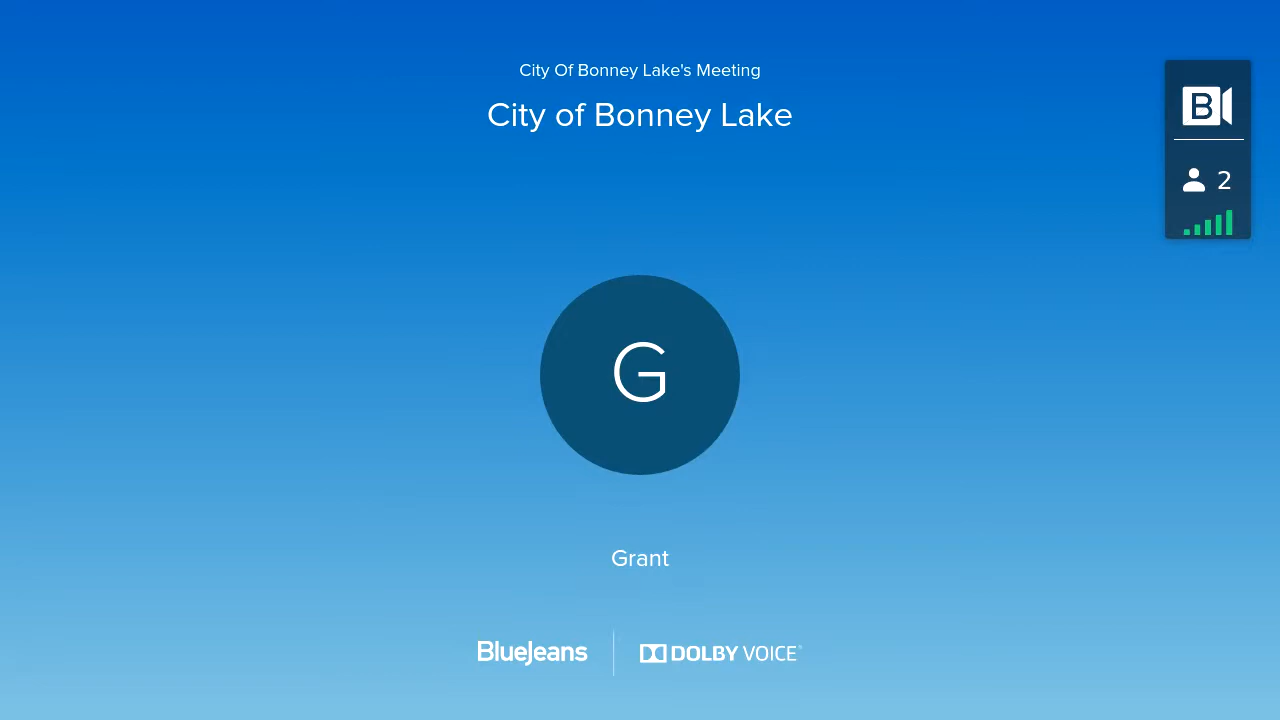 City Of Bonney Lake's Meeting
City of Bonney Lake
B
2
G
Grant
BlueJeans
DOLBY VOICE